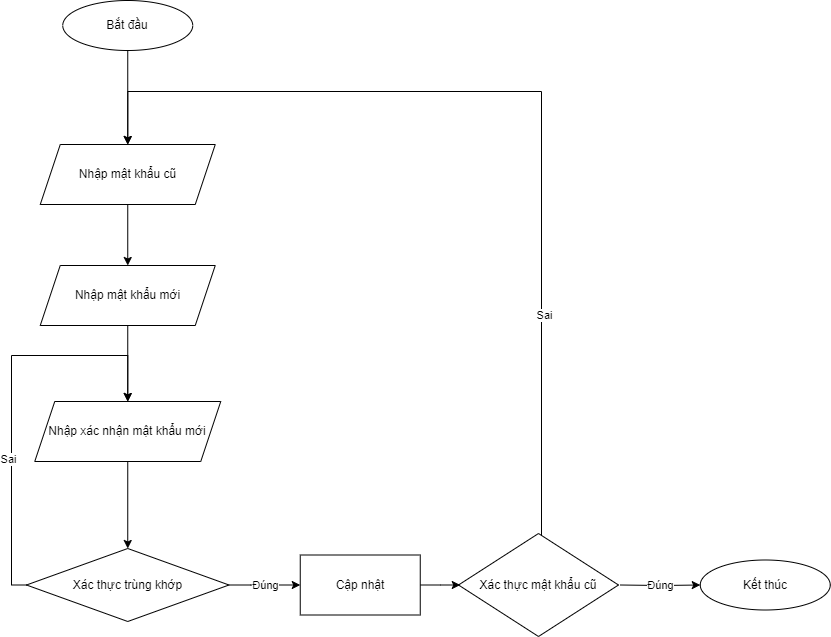 Bắt đầu
Nhập mật khẩu cũ
Nhập mật khẩu mới
Sai
Nhập xác nhận mật khẩu mới
Sai
Xác thực trùng khớp
Đúng
Cập nhật
Xác thực mật khẩu cũ
Đúng
Kết thúc